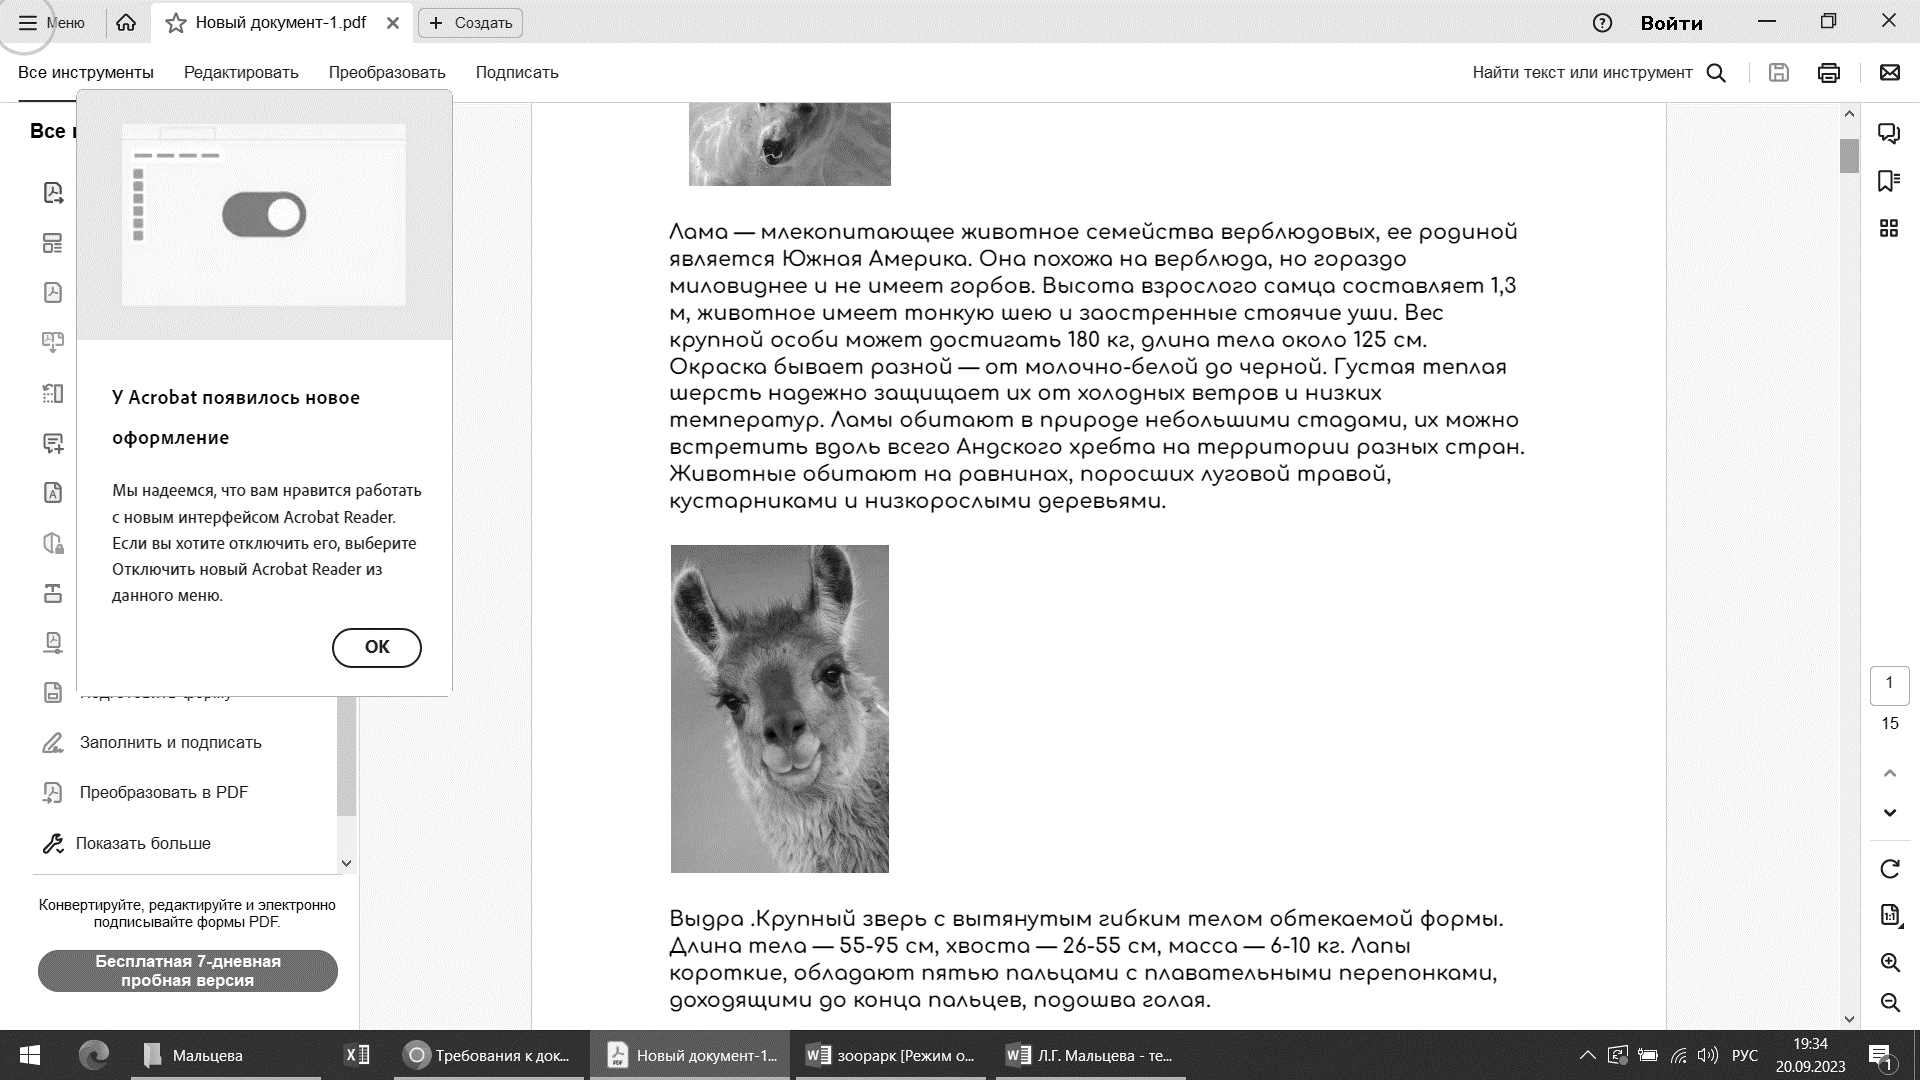 Меню
Новый документ-1.pdf
Создать
Войти
Все инструменты
Редактировать
Преобразовать
Подписать
Найти текст или инструмент
Все
У Acrobat появилось новое
оформление
Мы надеемся, что вам нравится работать
с новым интерфейсом Acrobat Reader.
Если вы хотите отключить его, выберите
Отключить новый Acrobat Reader из
данного меню.
OK
Заполнить и подписать
Преобразовать в PDF
Показать больше
Конвертируйте, редактируйте и электронно
подписывайте формы PDF.
Бесплатная 7-дневная
пробная версия
Лама — млекопитающее животное семейства верблюдовых, ее родиной
является Южная Америка. Она похожа на верблюда, но гораздо
миловиднее и не имеет горбов. Высота взрослого самца составляет 1,3
м, животное имеет тонкую шею и заостренные стоячие уши. Вес
крупной особи может достигать 180 кг, длина тела около 125 см.
Окраска бывает разной — от молочно-белой до черной. Густая теплая
шерсть надежно защищает их от холодных ветров и низких
температур. Ламы обитают в природе небольшими стадами, их можно
встретить вдоль всего Андского хребта на территории разных стран.
Животные обитают на равнинах, поросших луговой травой,
кустарниками и низкорослыми деревьями.
Выдра .Крупный зверь с вытянутым гибким телом обтекаемой формы.
Длина тела — 55-95 см, хвоста — 26-55 см, масса — 6-10 кг. Лапы
короткие, обладают пятью пальцами с плавательными перепонками,
доходящими до конца пальцев, подошва голая.
1
15
1:1
Мальцева
Требования к док...
Новый документ-1...
зоорарк [Режим о...
Л.Г. Мальцева - те...
РУС
19:34
20.09.2023
1